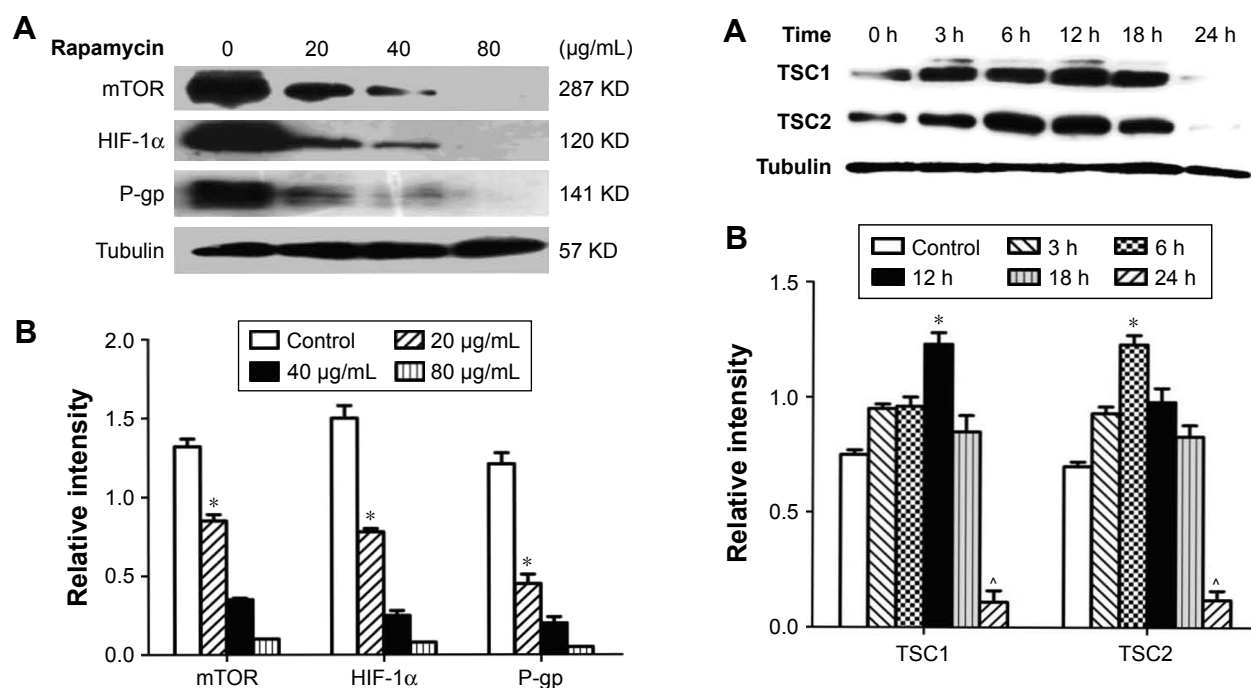 A
Rapamycin 0 20 40 80 (µg/mL)
mTOR 287 KD
HIF-1α 120 KD
P-gp 141 KD
Tubulin 57 KD
B
Control 20 µg/mL
40 µg/mL 80 µg/mL
Relative intensity
2.0
1.5
1.0
0.5
0.0
*
*
*
mTOR HIF-1α P-gp
A
Time 0 h 3 h 6 h 12 h 18 h 24 h
TSC1
TSC2
Tubulin
B
Control 3 h 6 h
12 h 18 h 24 h
Relative intensity
1.5
1.0
0.5
0.0
* *
^ ^
TSC1 TSC2